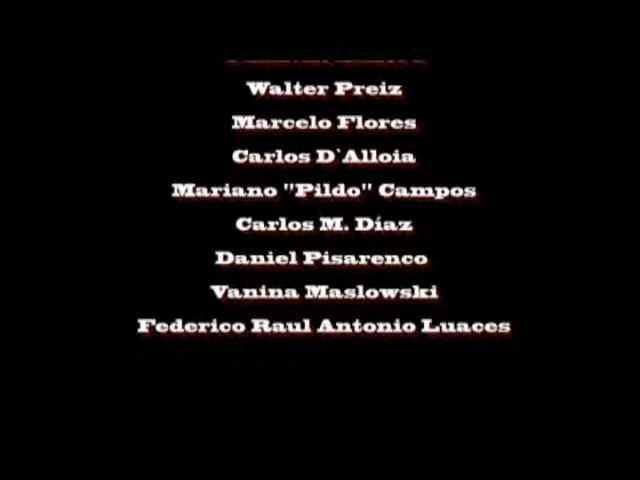 Walter Preiz
Marcelo Flores
Carlos D`Alloia
Mariano "Pildo" Campos
Carlos M. Díaz
Daniel Pisarenco
Vanina Maslowski
Federico Raul Antonio Luaces